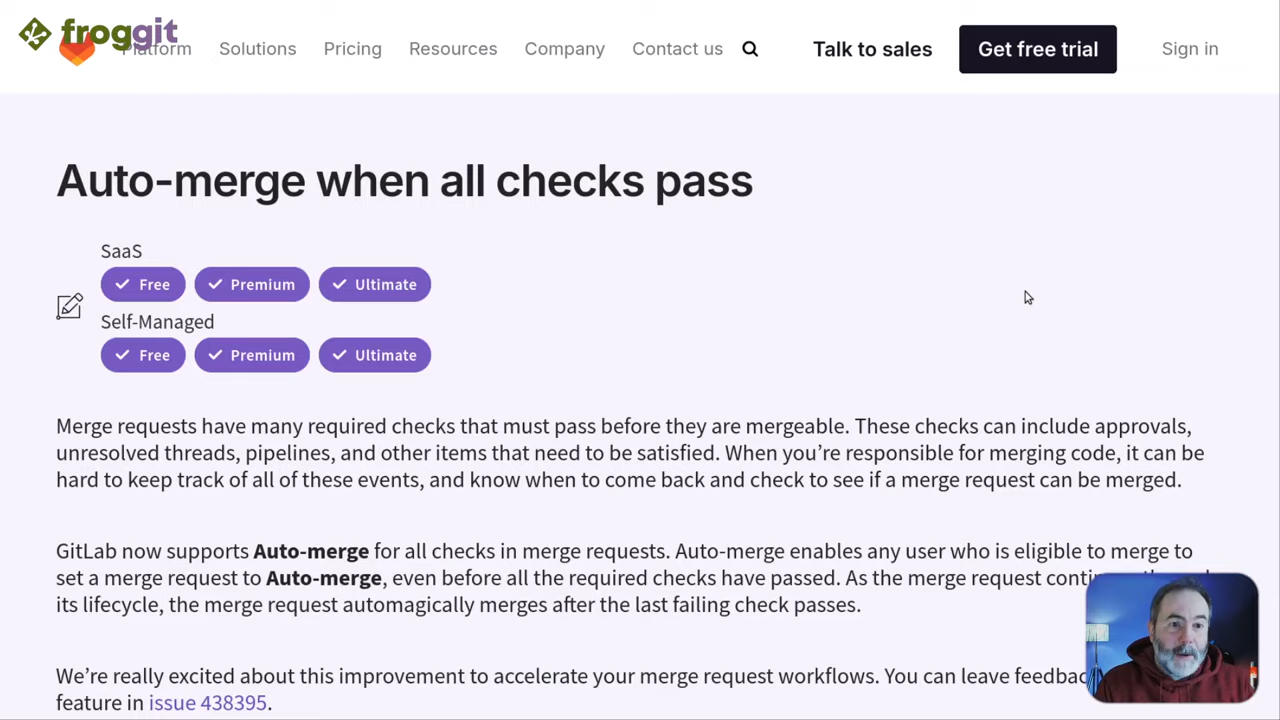 froggit
Platform Solutions Pricing Resources Company Contact us Talk to sales Get free trial Sign in
Auto-merge when all checks pass
SaaS
Free Premium Ultimate
Self-Managed
Free Premium Ultimate
Merge requests have many required checks that must pass before they are mergeable. These checks can include approvals,
unresolved threads, pipelines, and other items that need to be satisfied. When you’re responsible for merging code, it can be
hard to keep track of all of these events, and know when to come back and check to see if a merge request can be merged.
GitLab now supports Auto-merge for all checks in merge requests. Auto-merge enables any user who is eligible to merge to
set a merge request to Auto-merge, even before all the required checks have passed. As the merge request
its lifecycle, the merge request automagically merges after the last failing check passes.
We’re really excited about this improvement to accelerate your merge request workflows. You can leave
feature in issue 438395.